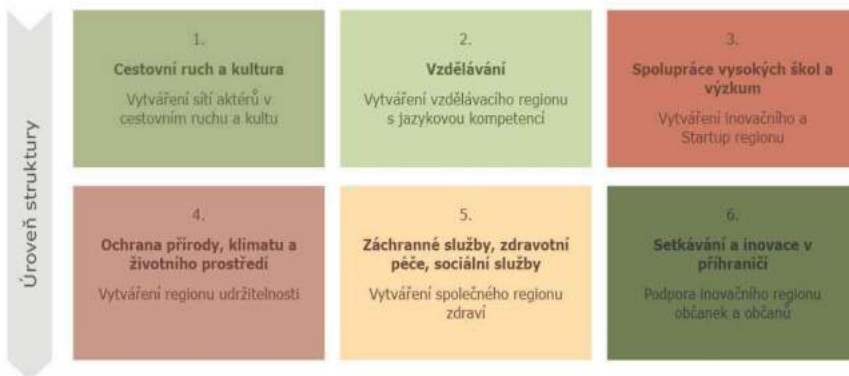 Úroveň struktury
1.
Cestovní ruch a kultura
Vytváření sítí aktérů v
cestovním ruchu a kultu
2.
Vzdělávání
Vytváření vzdělávacího regionu
s jazykovou kompetencí
3.
Spolupráce vysokých škol a
výzkum
Vytváření inovačního a
Startup regionu
4.
Ochrana přírody, klimatu a
životního prostředí
Vytváření regionu udržitelnosti
5.
Záchranné služby, zdravotní
péče, sociální služby
Vytváření společného regionu
zdraví
6.
Setkávání a inovace v
příhraničí
Podpora inovačního regionu
občanek a občanů